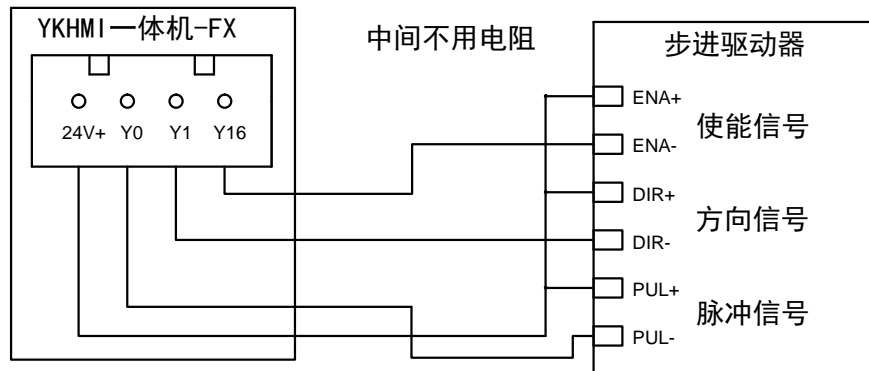 YKHMI一体机-FX
中间不用电阻
步进驱动器
24V+ Y0 Y1 Y16
ENA+
使能信号
ENA-
DIR+
方向信号
DIR-
PUL+
脉冲信号
PUL-